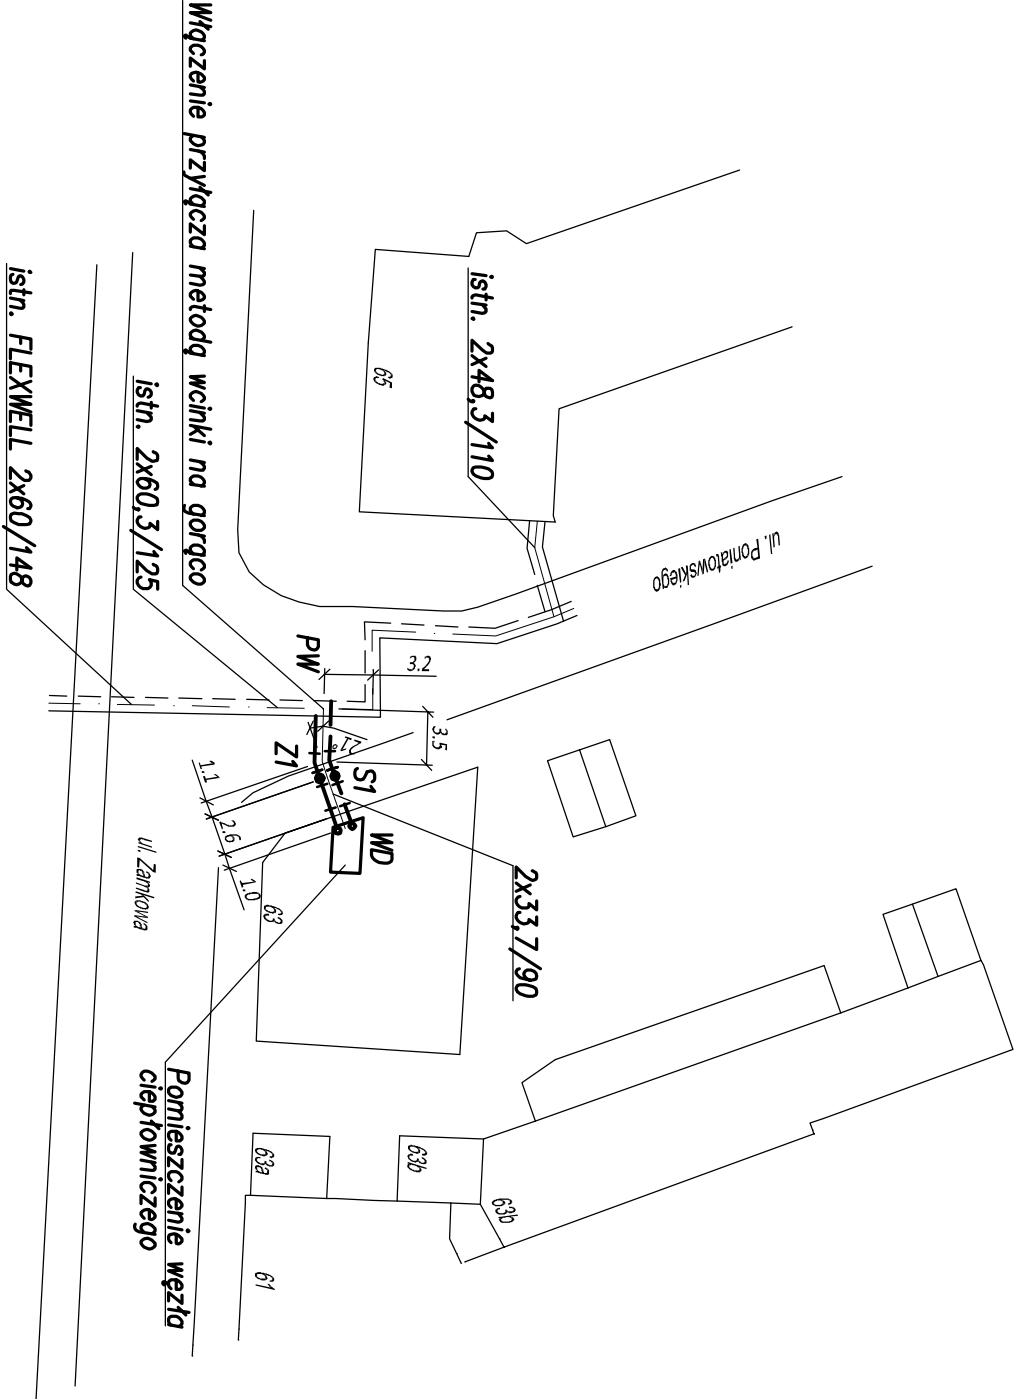 Włączenie przyłącza metodą wcinki na gorąco
istn. FLEXWELL 2x60/148
istn. 2x60,3/125
istn. 2x48,3/110
65
ul. Poniatowskiego
PW
3.2
3.5
21°
Z1
S1
WD
1.1
2.6
1.0
63
2x33,7/90
ul. Zamkowa
Pomieszczenie węzła
ciepłowniczego
63a
63b
63b
61